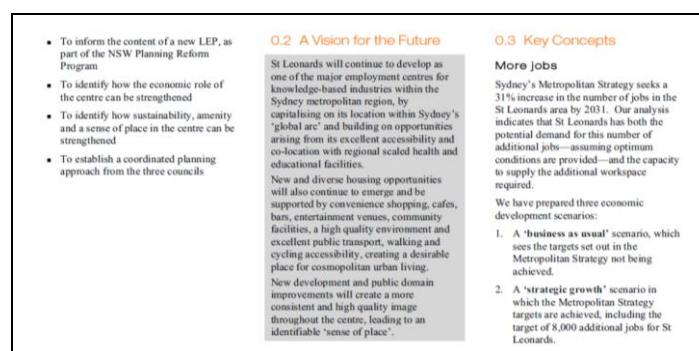 • To inform the content of a new LEP, as
part of the NSW Planning Reform
Program
• To identify how the economic role of
the centre can be strengthened
• To identify how sustainability, amenity
and a sense of place in the centre can be
strengthened
• To establish a coordinated planning
approach from the three councils
0.2 A Vision for the Future
St Leonards will continue to develop as
one of the major employment centres for
knowledge-based industries within the
Sydney metropolitan region, by
capitalising on its location within Sydney’s
‘global arc’ and building on opportunities
arising from its excellent accessibility and
co-location with regional scaled health and
educational facilities.
New and diverse housing opportunities
will also continue to emerge and be
supported by convenience shopping, cafes,
bars, entertainment venues, community
facilities, a high quality environment and
excellent public transport, walking and
cycling accessibility, creating a desirable
place for cosmopolitan urban living.
New development and public domain
improvements will create a more
consistent and high quality image
throughout the centre, leading to an
identifiable ‘sense of place’.
0.3 Key Concepts
More jobs
Sydney’s Metropolitan Strategy seeks a
31% increase in the number of jobs in the
St Leonards area by 2031. Our analysis
indicates that St Leonards has both the
potential demand for this number of
additional jobs—assuming optimum
conditions are provided—and the capacity
to supply the additional workspace
required.
We have prepared three economic
development scenarios:
1. A ‘business as usual’ scenario, which
sees the targets set out in the
Metropolitan Strategy not being
achieved.
2. A ‘strategic growth’ scenario in
which the Metropolitan Strategy
targets are achieved, including the
target of 8,000 additional jobs for St
Leonards.